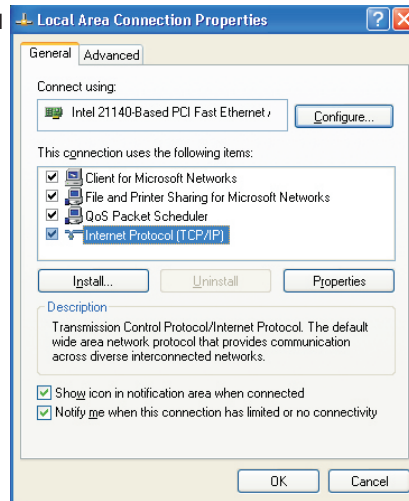 Local Area Connection Properties
General Advanced
Connect using:
Intel 21140-Based PCI Fast Ethernet
Configure...
This connection uses the following items:
Client for Microsoft Networks
File and Printer Sharing for Microsoft Networks
QoS Packet Scheduler
Internet Protocol (TCP/IP)
Install... Uninstall Properties
Description
Transmission Control Protocol/Internet Protocol. The default
wide area network protocol that provides communication
across diverse interconnected networks.
Show icon in notification area when connected
Notify me when this connection has limited or no connectivity
OK Cancel